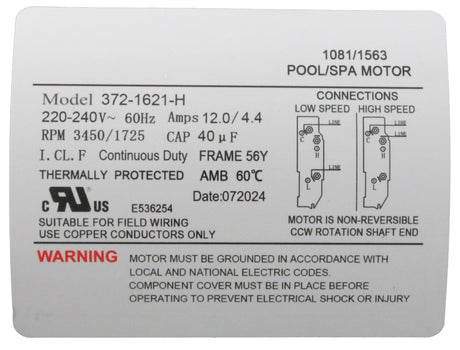 1081/1563
POOL/SPA MOTOR
Model 372-1621-H
220-240V~ 60Hz Amps 12.0/4.4
RPM 3450/1725 CAP 40μF
I.CL.F Continuous Duty FRAME 56Y
THERMALLY PROTECTED AMB 60℃
Date:072024
c UR US E536254
SUITABLE FOR FIELD WIRING
USE COPPER CONDUCTORS ONLY
CONNECTIONS
LOW SPEED HIGH SPEED
LINE LINE
C C
H H
LINE LINE
L L
MOTOR IS NON-REVERSIBLE
CCW ROTATION SHAFT END
WARNING MOTOR MUST BE GROUNDED IN ACCORDANCE WITH
LOCAL AND NATIONAL ELECTRIC CODES.
COMPONENT COVER MUST BE IN PLACE BEFORE
OPERATING TO PREVENT ELECTRICAL SHOCK OR INJURY